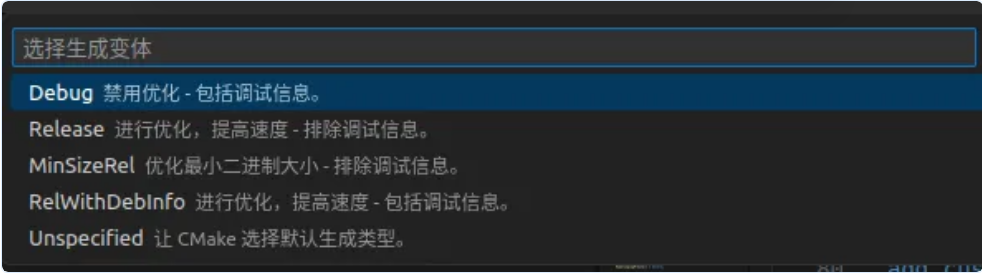 选择生成变体
Debug 禁用优化 - 包括调试信息。
Release 进行优化，提高速度 - 排除调试信息。
MinSizeRel 优化最小二进制大小 - 排除调试信息。
RelWithDebInfo 进行优化，提高速度 - 包括调试信息。
Unspecified 让 CMake 选择默认生成类型。